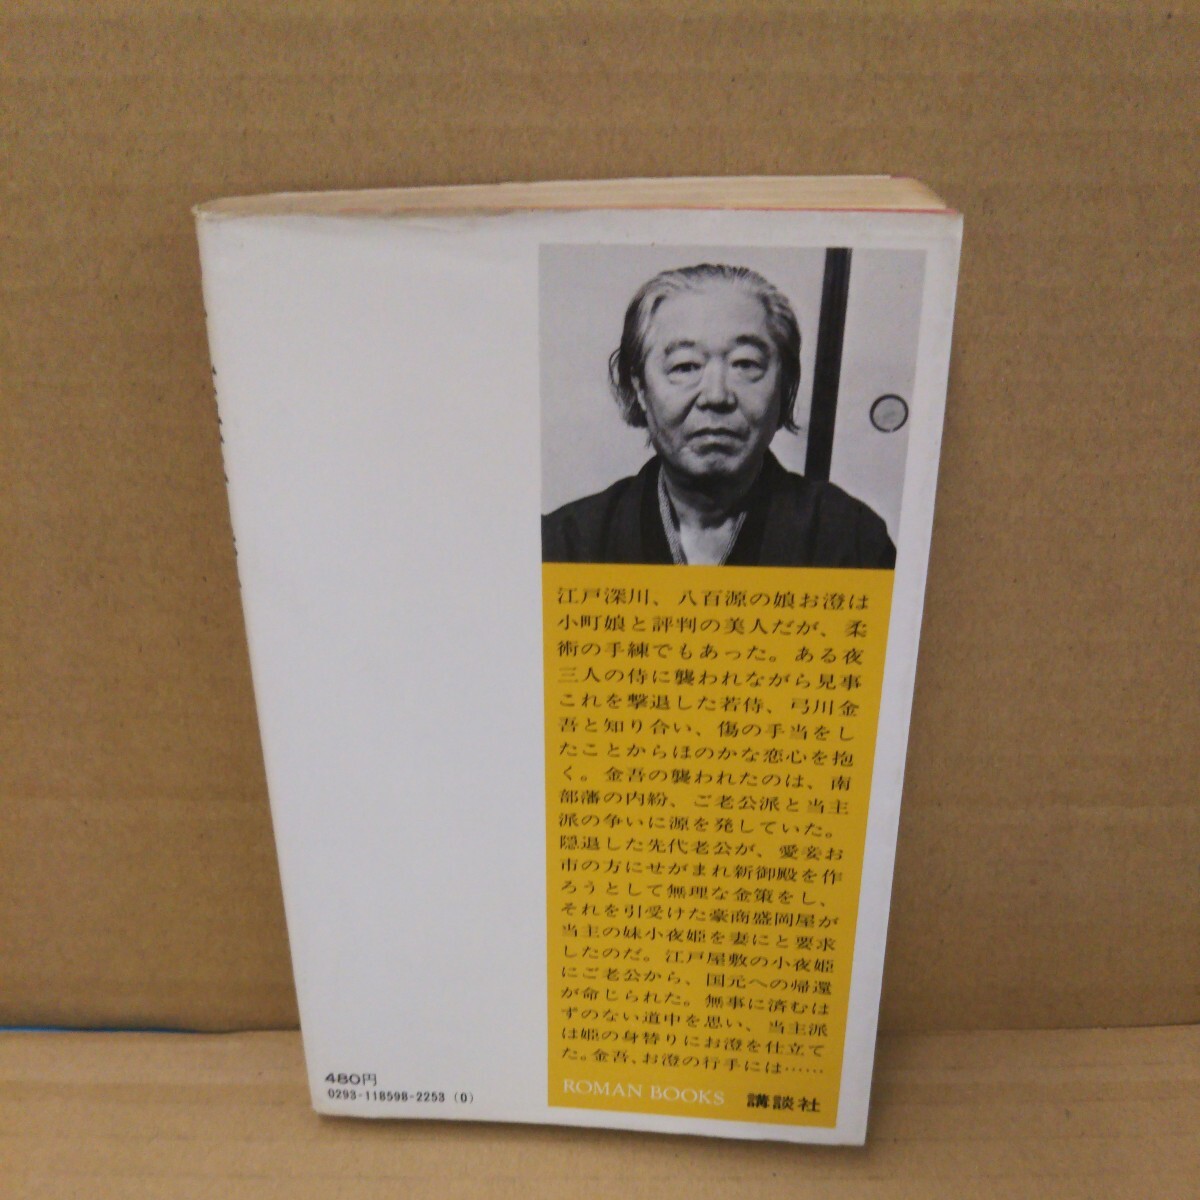 江戸深川、八百源の娘お澄は
小町娘と評判の美人だが、柔
術の手練でもあった。ある夜
三人の侍に襲われながら見事
これを撃退した若侍、弓川金
吾と知り合い、傷の手当をし
たことからほのかな恋心を抱
く。金吾の襲われたのは、南
部藩の内紛、ご老公派と当主
派の争いに源を発していた。
隠退した先代老公が、愛妾お
市の方にせがまれ新御殿を作
ろうとして無理な金策をし、
それを引受けた豪商盛岡屋が
当主の妹小夜姫を妻にと要求
したのだ。江戸屋敷の小夜姫
にご老公から、国元への帰還
が命じられた。無事に済むは
ずのない道中を思い、当主派
は姫の身替りにお澄を仕立て
た。金吾、お澄の行手には……
ROMAN BOOKS 講談社
480円
0293-118598-2253 (0)